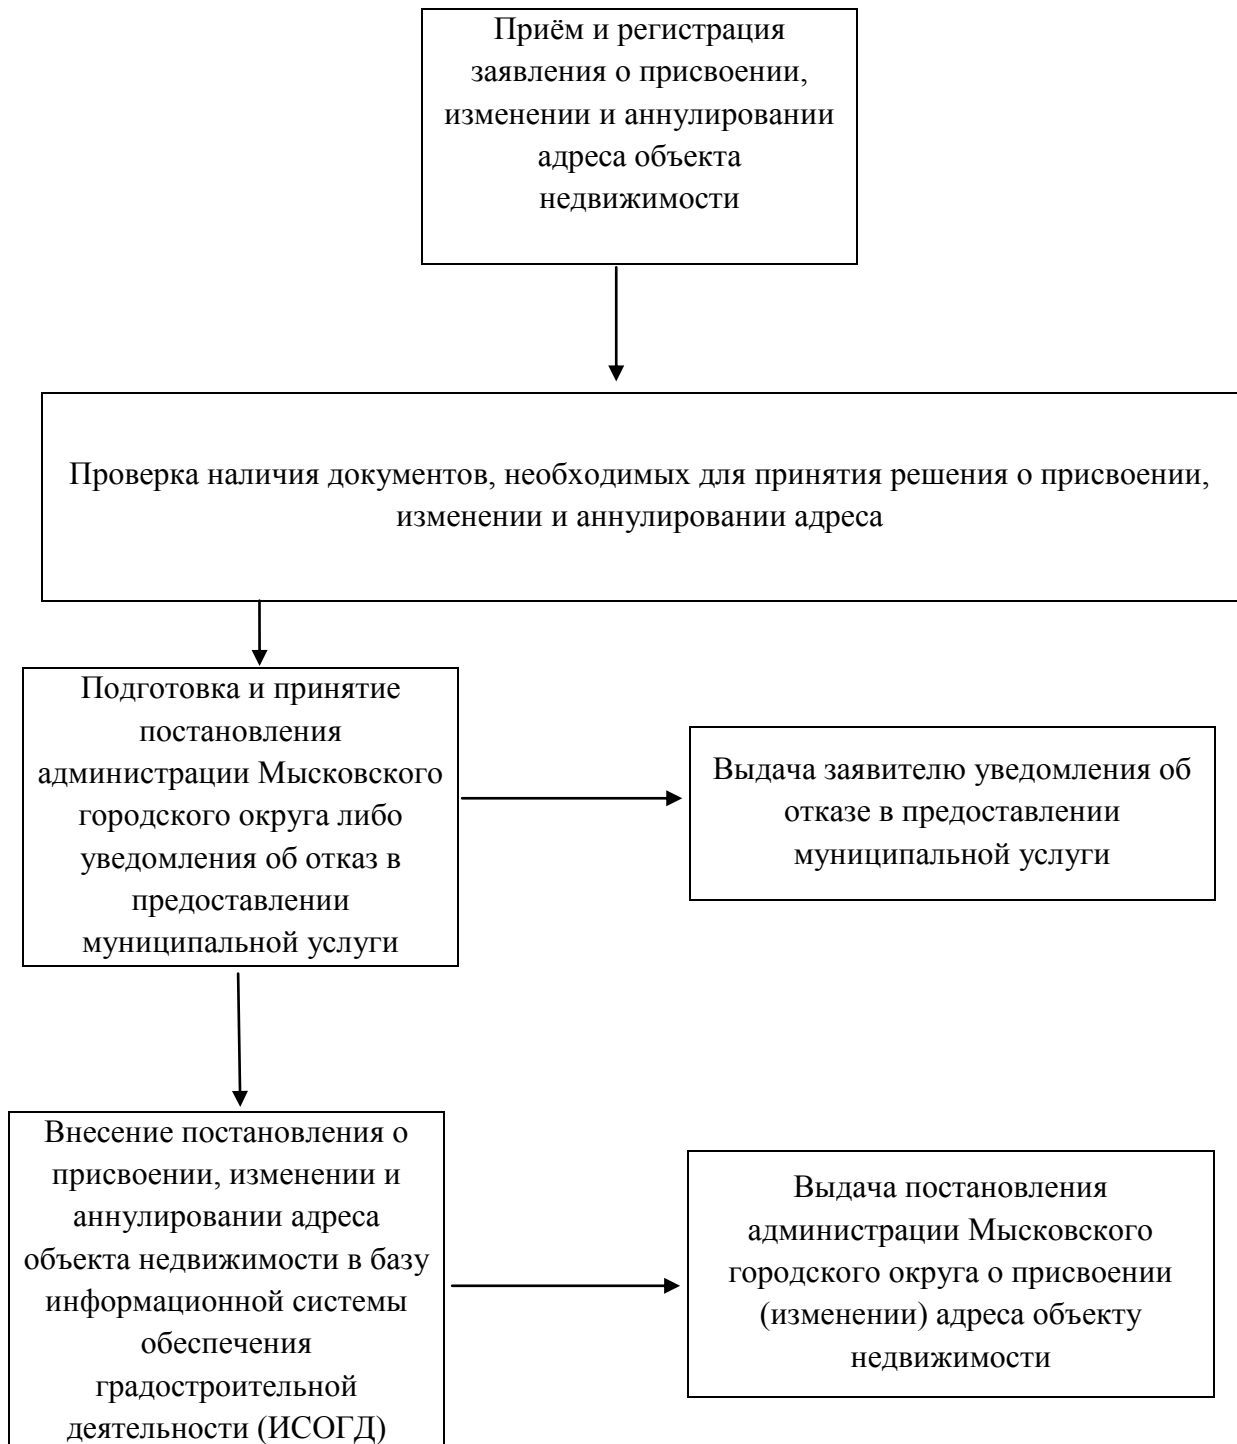 Приём и регистрация
заявления о присвоении,
изменении и аннулировании
адреса объекта
недвижимости
Проверка наличия документов, необходимых для принятия решения о присвоении,
изменении и аннулировании адреса
Подготовка и принятие
постановления
администрации Мысковского
городского округа либо
уведомления об отказ в
предоставлении
муниципальной услуги
Выдача заявителю уведомления об
отказе в предоставлении
муниципальной услуги
Внесение постановления о
присвоении, изменении и
аннулировании адреса
объекта недвижимости в базу
информационной системы
обеспечения
градостроительной
деятельности (ИСОГД)
Выдача постановления
администрации Мысковского
городского округа о присвоении
(изменении) адреса объекту
недвижимости